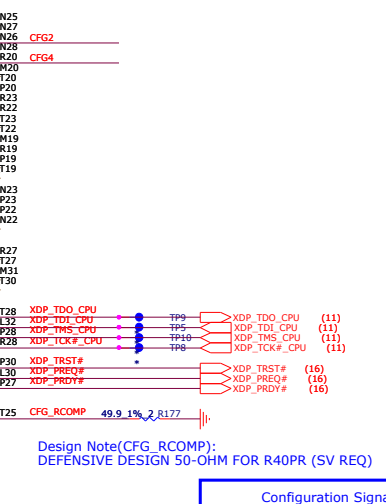 N25
N27
N26 CFG2
N28
R20 CFG4
M20
T20
P20
R23
R22
T23
T22
M19
R19
P19
T19
N23
P23
P22
N22
R27
T27
M31
T30
T28 XDP_TDO_CPU TP9 XDP_TDO_CPU (11)
L32 XDP_TDI_CPU TP5 XDP_TDI_CPU (11)
P28 XDP_TMS_CPU TP10 XDP_TMS_CPU (11)
R28 XDP_TCK#_CPU TP8 XDP_TCK#_CPU (11)
P30 XDP_TRST# * XDP_TRST# (16)
L30 XDP_PREQ# XDP_PREQ# (16)
P27 XDP_PRDY# XDP_PRDY# (16)
T25 CFG_RCOMP 49.9_1%_2 R177
Design Note(CFG_RCOMP):
DEFENSIVE DESIGN 50-OHM FOR R40PR (SV REQ)